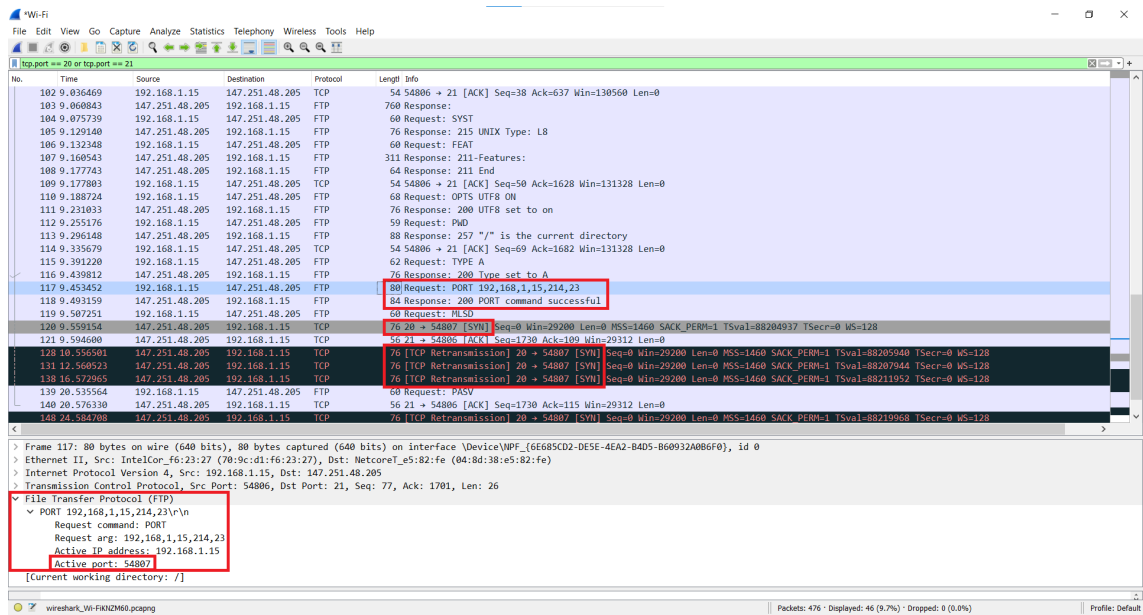 *Wi-Fi
File Edit View Go Capture Analyze Statistics Telephony Wireless Tools Help
tcp.port == 20 or tcp.port == 21
No. Time Source Destination Protocol Lengtl Info
102 9.036469 192.168.1.15 147.251.48.205 TCP 54 54806 → 21 [ACK] Seq=38 Ack=637 Win=130560 Len=0
103 9.060843 147.251.48.205 192.168.1.15 FTP 760 Response:
104 9.075739 192.168.1.15 147.251.48.205 FTP 60 Request: SYST
105 9.129140 147.251.48.205 192.168.1.15 FTP 76 Response: 215 UNIX Type: L8
106 9.132348 192.168.1.15 147.251.48.205 FTP 60 Request: FEAT
107 9.160543 147.251.48.205 192.168.1.15 FTP 311 Response: 211-Features:
108 9.177743 147.251.48.205 192.168.1.15 FTP 64 Response: 211 End
109 9.177803 192.168.1.15 147.251.48.205 TCP 54 54806 → 21 [ACK] Seq=50 Ack=1628 Win=131328 Len=0
110 9.188724 192.168.1.15 147.251.48.205 FTP 68 Request: OPTS UTF8 ON
111 9.231033 147.251.48.205 192.168.1.15 FTP 76 Response: 200 UTF8 set to on
112 9.255176 192.168.1.15 147.251.48.205 FTP 59 Request: PWD
113 9.296148 147.251.48.205 192.168.1.15 FTP 88 Response: 257 "/" is the current directory
114 9.335679 192.168.1.15 147.251.48.205 TCP 54 54806 → 21 [ACK] Seq=69 Ack=1682 Win=131328 Len=0
115 9.391220 192.168.1.15 147.251.48.205 FTP 62 Request: TYPE A
116 9.439812 147.251.48.205 192.168.1.15 FTP 76 Response: 200 Type set to A
117 9.453452 192.168.1.15 147.251.48.205 FTP 80 Request: PORT 192,168,1,15,214,23
118 9.493159 147.251.48.205 192.168.1.15 FTP 84 Response: 200 PORT command successful
119 9.507251 192.168.1.15 147.251.48.205 FTP 60 Request: MLSD
120 9.559154 147.251.48.205 192.168.1.15 TCP 76 20 → 54807 [SYN] Seq=0 Win=29200 Len=0 MSS=1460 SACK_PERM=1 TSval=88204937 TSecr=0 WS=128
121 9.594600 147.251.48.205 192.168.1.15 TCP 56 21 → 54806 [ACK] Seq=1730 Ack=109 Win=29312 Len=0
128 10.556501 147.251.48.205 192.168.1.15 TCP 76 [TCP Retransmission] 20 → 54807 [SYN] Seq=0 Win=29200 Len=0 MSS=1460 SACK_PERM=1 TSval=88205940 TSecr=0 WS=128
131 12.560523 147.251.48.205 192.168.1.15 TCP 76 [TCP Retransmission] 20 → 54807 [SYN] Seq=0 Win=29200 Len=0 MSS=1460 SACK_PERM=1 TSval=88207944 TSecr=0 WS=128
138 16.572965 147.251.48.205 192.168.1.15 TCP 76 [TCP Retransmission] 20 → 54807 [SYN] Seq=0 Win=29200 Len=0 MSS=1460 SACK_PERM=1 TSval=88211952 TSecr=0 WS=128
139 20.535564 192.168.1.15 147.251.48.205 FTP 60 Request: PASV
140 20.576330 147.251.48.205 192.168.1.15 TCP 56 21 → 54806 [ACK] Seq=1730 Ack=115 Win=29312 Len=0
148 24.584708 147.251.48.205 192.168.1.15 TCP 76 [TCP Retransmission] 20 → 54807 [SYN] Seq=0 Win=29200 Len=0 MSS=1460 SACK_PERM=1 TSval=88219968 TSecr=0 WS=128
Frame 117: 80 bytes on wire (640 bits), 80 bytes captured (640 bits) on interface \Device\NPF_{6E685CD2-DE5E-4EA2-B4D5-B60932A0B6F0}, id 0
Ethernet II, Src: IntelCor_f6:23:27 (70:9c:d1:f6:23:27), Dst: NetcoreT_e5:82:fe (04:8d:38:e5:82:fe)
Internet Protocol Version 4, Src: 192.168.1.15, Dst: 147.251.48.205
Transmission Control Protocol, Src Port: 54806, Dst Port: 21, Seq: 77, Ack: 1701, Len: 26
File Transfer Protocol (FTP)
PORT 192,168,1,15,214,23\r\n
Request command: PORT
Request arg: 192,168,1,15,214,23
Active IP address: 192.168.1.15
Active port: 54807
[Current working directory: /]
wireshark_Wi-FiKNZM60.pcapng Packets: 476 · Displayed: 46 (9.7%) · Dropped: 0 (0.0%) Profile: Default